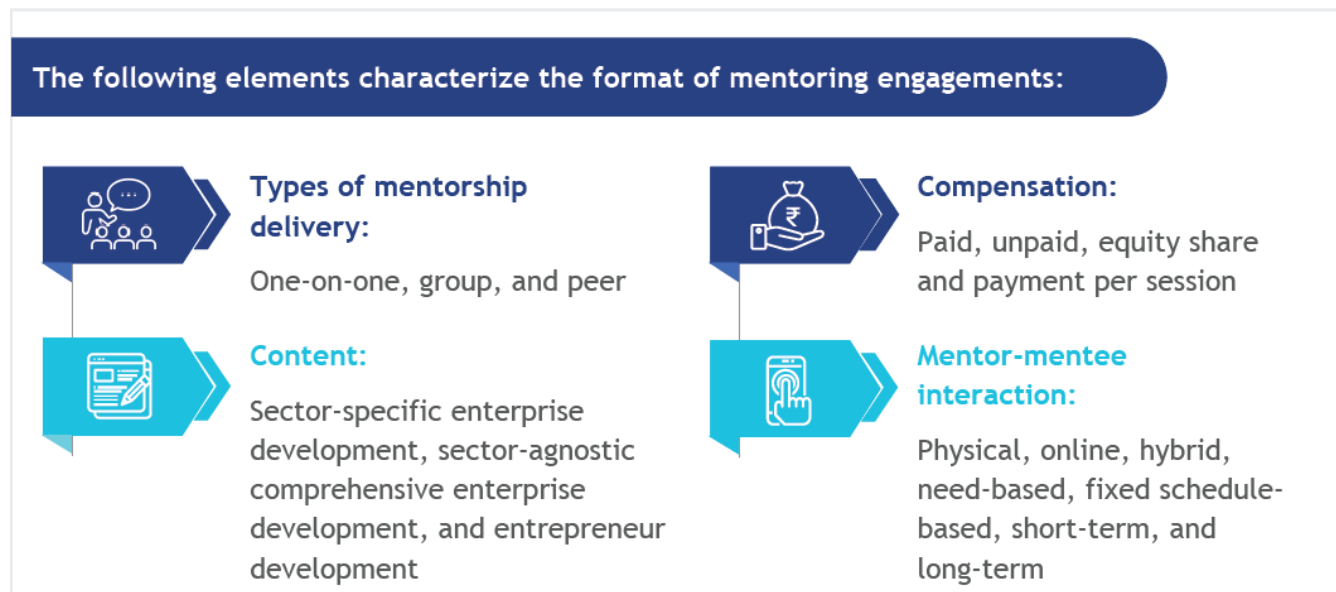 The following elements characterize the format of mentoring engagements:
Types of mentorship
delivery:
One-on-one, group, and peer
Content:
Sector-specific enterprise
development, sector-agnostic
comprehensive enterprise
development, and entrepreneur
development
₹
Compensation:
Paid, unpaid, equity share
and payment per session
Mentor-mentee
interaction:
Physical, online, hybrid,
need-based, fixed schedule-
based, short-term, and
long-term